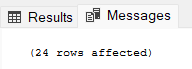 Results Messages
(24 rows affected)